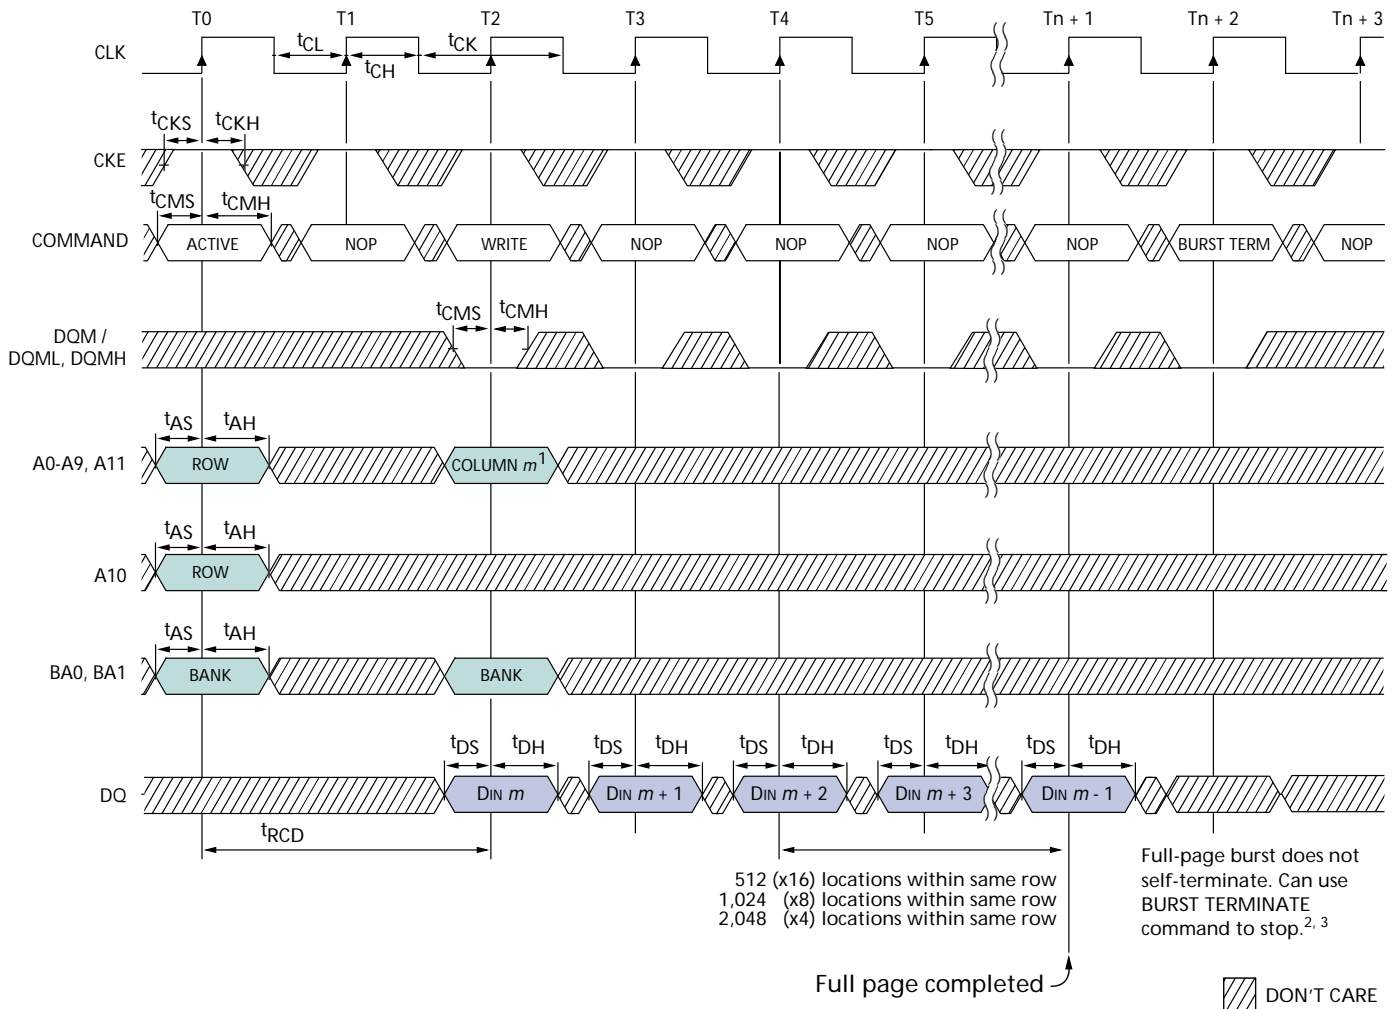 T0 T1 T2 T3 T4 T5 Tn + 1 Tn + 2 Tn + 3
CLK tCL tCH tCK
tCKS tCKH
CKE
tCMS tCMH
COMMAND ACTIVE NOP WRITE NOP NOP NOP NOP BURST TERM NOP
tCMS tCMH
DQM /
DQML, DQMH
tAS tAH
A0-A9, A11 ROW COLUMN m1
tAS tAH
A10 ROW
tAS tAH
BA0, BA1 BANK BANK
tDS tDH tDS tDH tDS tDH tDS tDH tDS tDH
DQ DIN m DIN m + 1 DIN m + 2 DIN m + 3 DIN m - 1
tRCD
512 (x16) locations within same row
1,024 (x8) locations within same row
2,048 (x4) locations within same row
Full-page burst does not
self-terminate. Can use
BURST TERMINATE
command to stop.2, 3
Full page completed
DON'T CARE